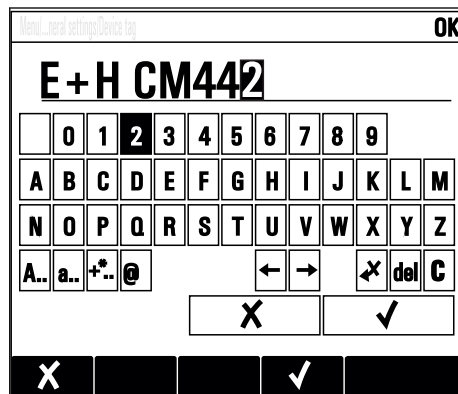 Menu/...neral settings/Device tag OK
E+H CM442
0 1 2 3 4 5 6 7 8 9
A B C D E F G H I J K L M
N O P Q R S T U V W X Y Z
A.. a.. +*.. @ ← → del C